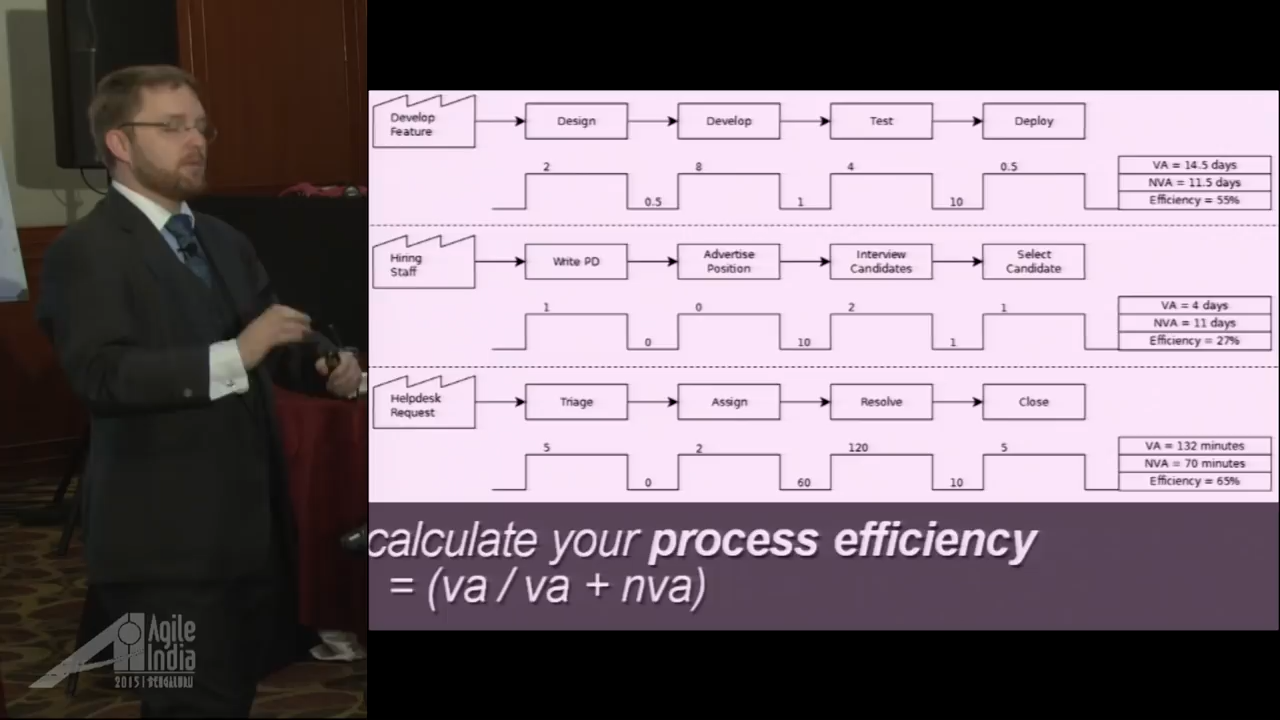 Develop
Feature
Design
Develop
Test
Deploy
2
8
4
0.5
0.5
1
10
VA = 14.5 days
NVA = 11.5 days
Efficiency = 55%
Hiring
Staff
Write PD
Advertise
Position
Interview
Candidates
Select
Candidate
1
0
2
1
0
10
1
VA = 4 days
NVA = 11 days
Efficiency = 27%
Helpdesk
Request
Triage
Assign
Resolve
Close
5
2
120
5
0
60
10
VA = 132 minutes
NVA = 70 minutes
Efficiency = 65%
calculate your process efficiency
= (va / va + nva)
Agile
India
2015 | BENGALURU